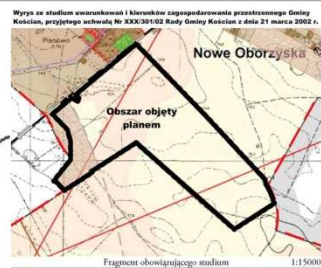 Wyrys ze studium uwarunkowań i kierunków zagospodarowania przestrzennego Gminy
Kościan, przyjętego uchwałą Nr XXX/301/02 Rady Gminy Kościan z dnia 21 marca 2002 r.
Pianowo
Nowe Oborzyska
Obszar objęty
planem
Fragment obowiązującego studium 1:15000